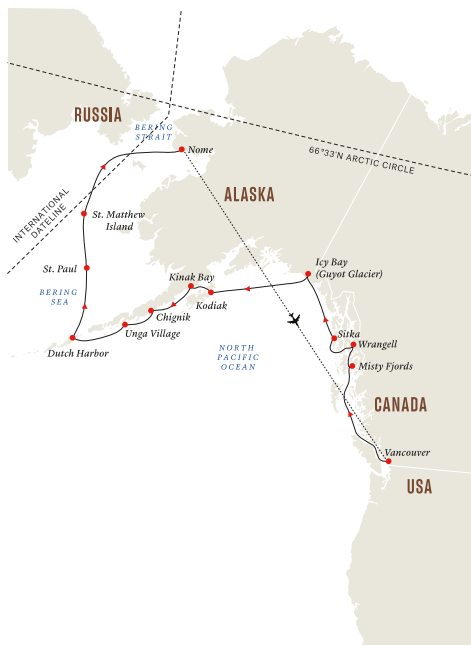 RUSSIA
BERING
STRAIT
Nome
66°33'N ARCTIC CIRCLE
ALASKA
INTERNATIONAL
DATELINE
St. Matthew
Island
St. Paul
Icy Bay
(Guyot Glacier)
Kinak Bay
BERING
SEA
Kodiak
Chignik
Unga Village
Sitka
Wrangell
Dutch Harbor
NORTH
PACIFIC
OCEAN
Misty Fjords
CANADA
Vancouver
USA